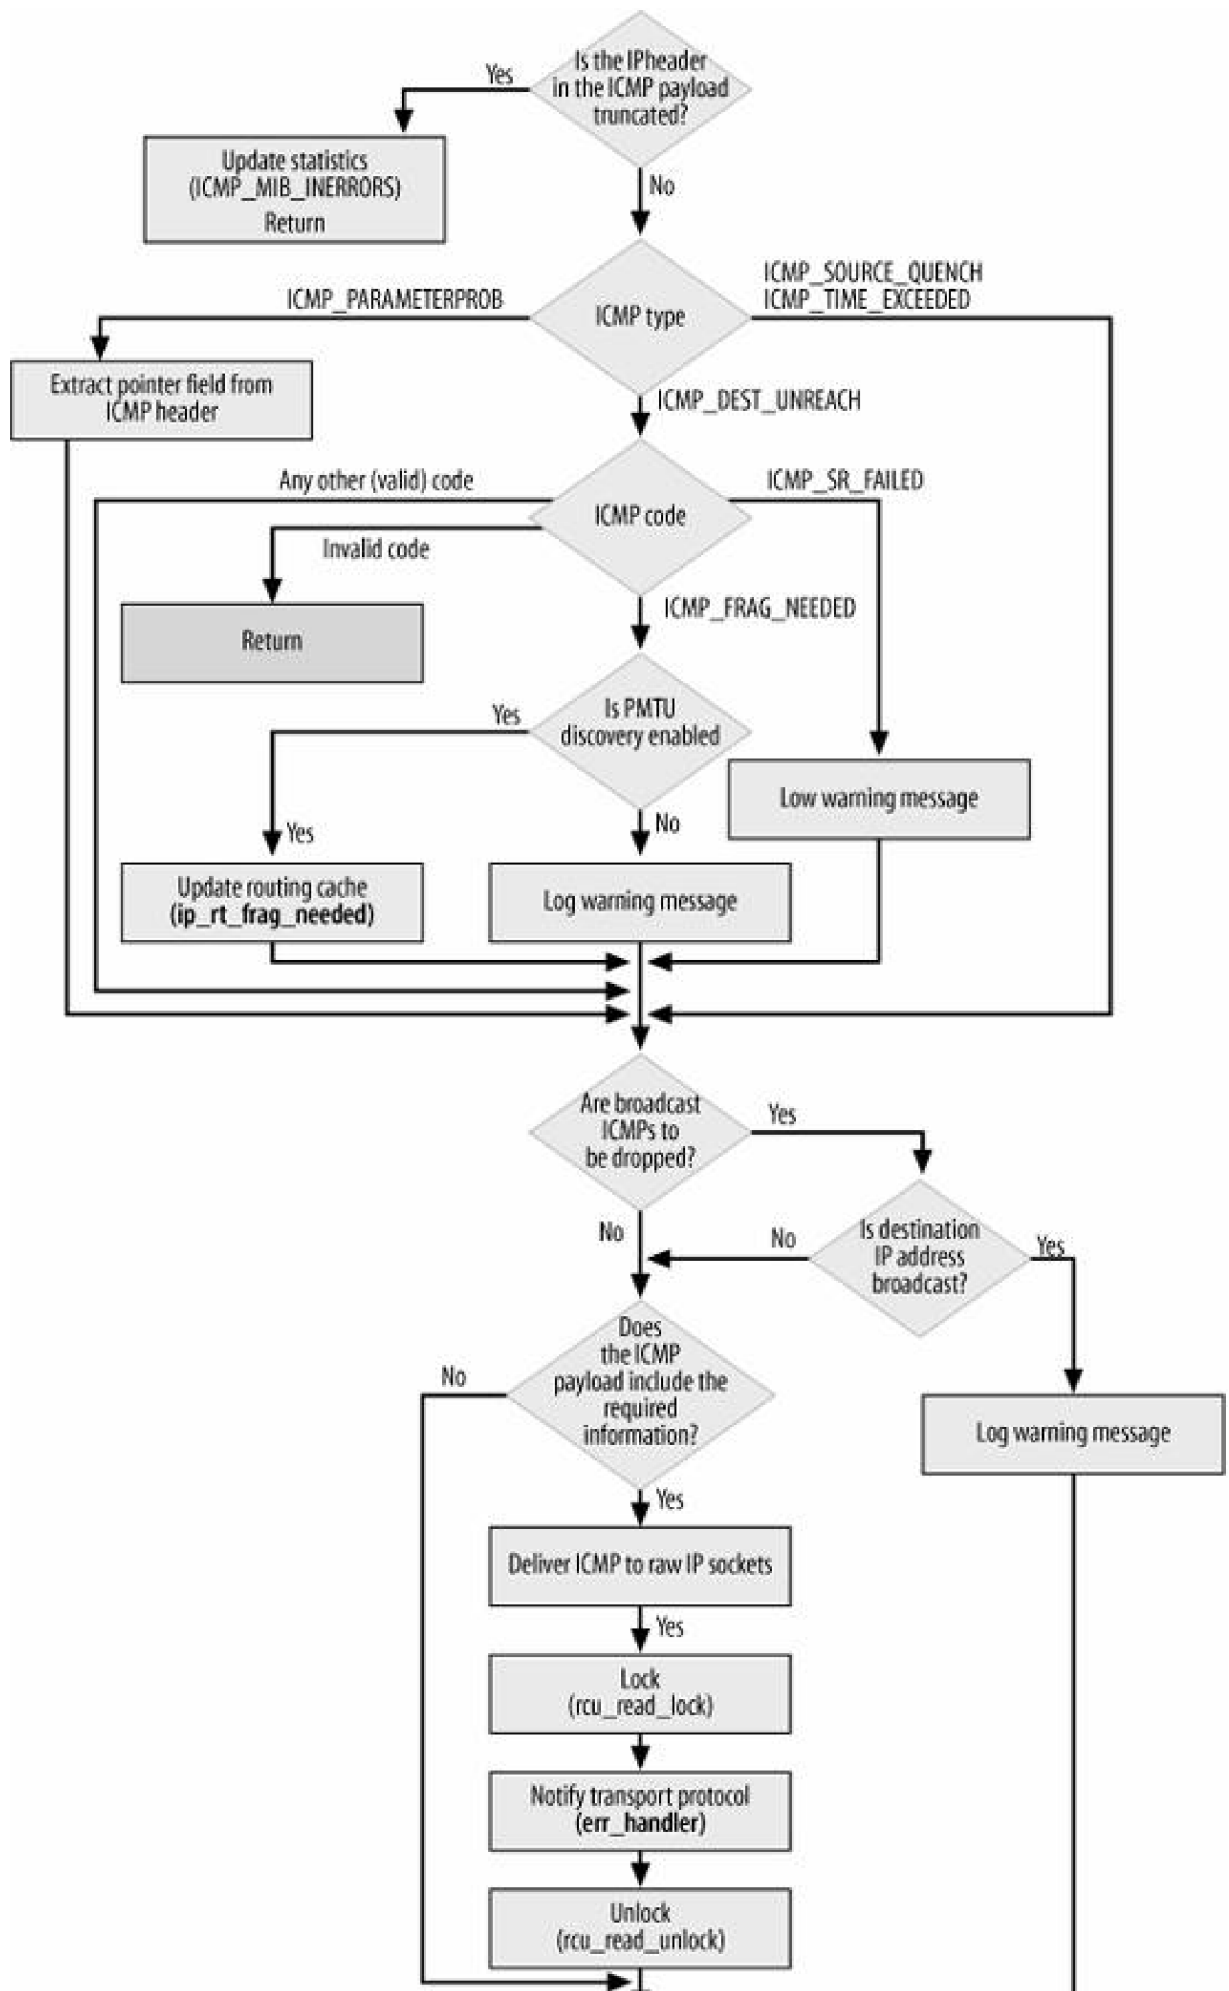 Is the IPheader
in the ICMP payload
truncated?
Yes
Update statistics
(ICMP_MIB_INERRORS)
Return
No
ICMP_SOURCE_QUENCH
ICMP_TIME_EXCEEDED
ICMP_PARAMETERPROB
ICMP type
Extract pointer field from
ICMP header
ICMP_DEST_UNREACH
Any other (valid) code
ICMP_SR_FAILED
ICMP code
Invalid code
ICMP_FRAG_NEEDED
Return
Yes
Is PMTU
discovery enabled
Low warning message
Yes
No
Update routing cache
(ip_rt_frag_needed)
Log warning message
Are broadcast
ICMPs to
be dropped?
Yes
No
No
Is destination
IP address
broadcast?
Yes
Does
the ICMP
payload include the
required
information?
No
Log warning message
Yes
Deliver ICMP to raw IP sockets
Yes
Lock
(rcu_read_lock)
Notify transport protocol
(err_handler)
Unlock
(rcu_read_unlock)